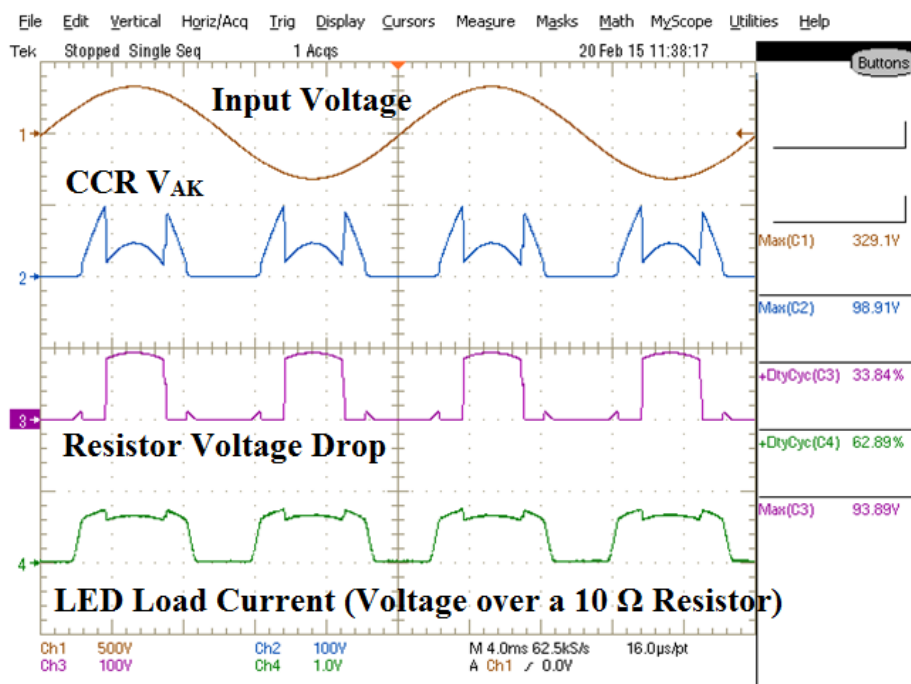 File Edit Vertical Horiz/Acq Trig Display Cursors Measure Masks Math MyScope Utilities Help
Tek Stopped Single Seq 1 Acqs 20 Feb 15 11:38:17
Buttons
Input Voltage
1
CCR VAK
Max(C1) 329.1V
2
Max(C2) 98.91V
+DtyCyc(C3) 33.84%
3
Resistor Voltage Drop
+DtyCyc(C4) 62.89%
Max(C3) 93.89V
4
LED Load Current (Voltage over a 10 Ω Resistor)
Ch1 500V Ch2 100V M 4.0ms 62.5kS/s 16.0µs/pt
Ch3 100V Ch4 1.0V A Ch1 / 0.0V